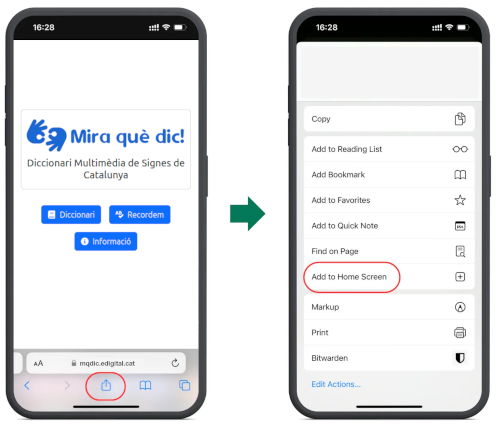 16:28
Mira què dic!
Diccionari Multimèdia de Signes de
Catalunya
Diccionari
Recordem
Informació
AA
mqdic.edigital.cat
16:28
Copy
Add to Reading List
Add Bookmark
Add to Favorites
Add to Quick Note
Find on Page
Add to Home Screen
Markup
Print
Bitwarden
Edit Actions...